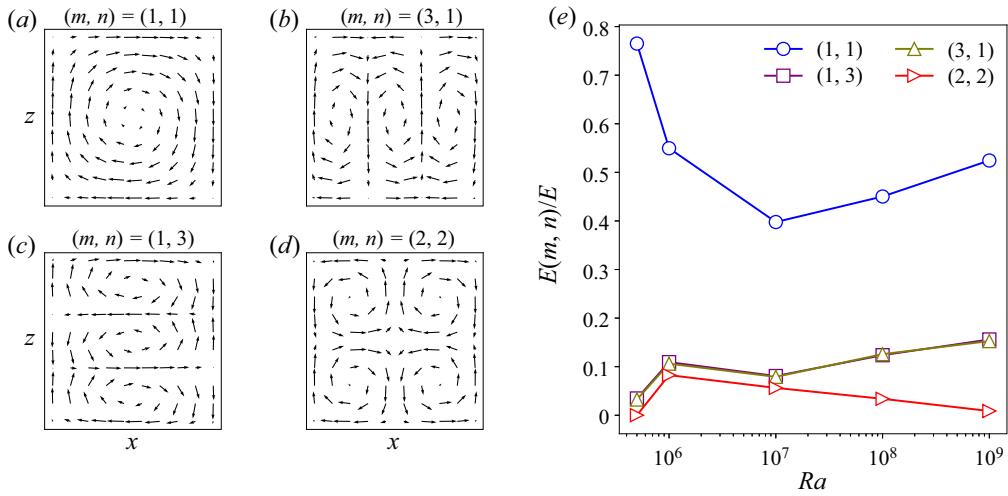 (a) (m, n) = (1, 1)
(b) (m, n) = (3, 1)
z
(c) (m, n) = (1, 3)
(d) (m, n) = (2, 2)
z
x
x
(e)
0.8
0.7
0.6
0.5
0.4
0.3
0.2
0.1
0
E(m, n)/E
(1, 1)
(3, 1)
(1, 3)
(2, 2)
10^6
10^7
10^8
10^9
Ra